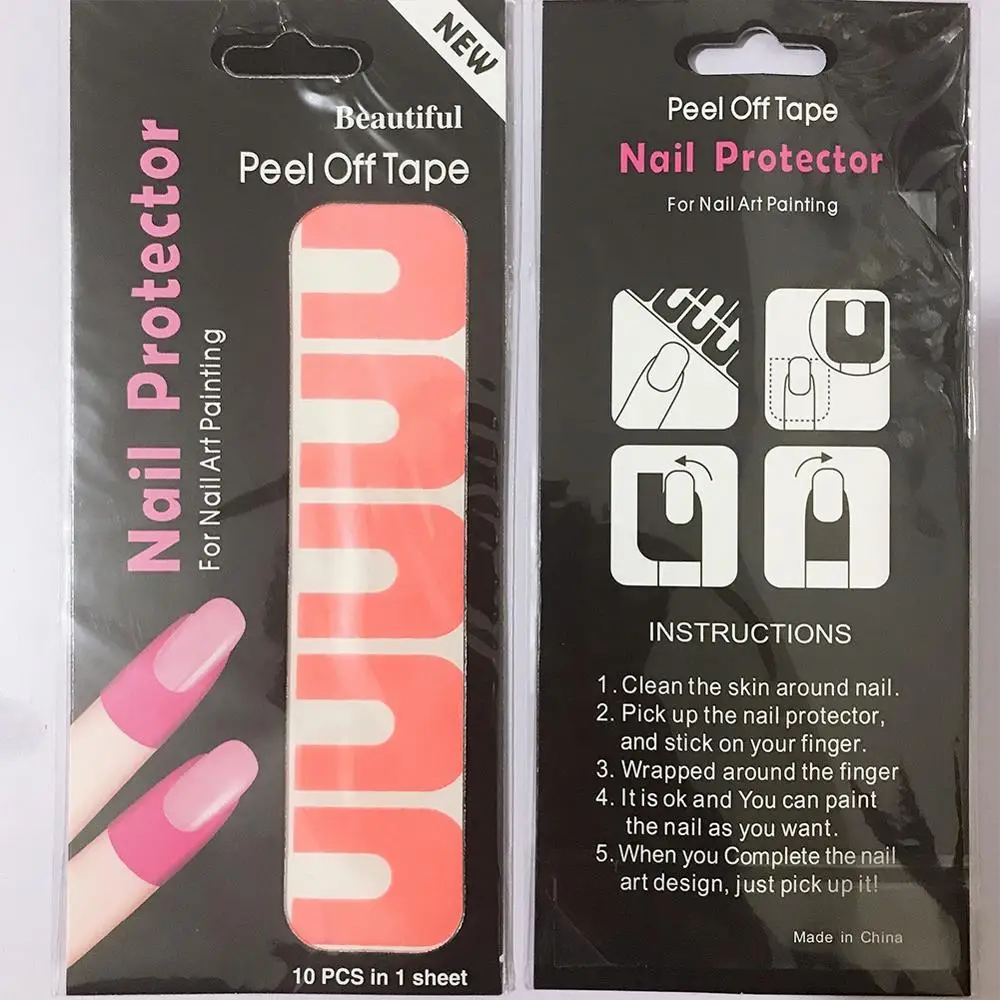 NEW
Beautiful
Peel Off Tape
Nail Protector
For Nail Art Painting
10 PCS in 1 sheet
Peel Off Tape
Nail Protector
For Nail Art Painting
INSTRUCTIONS
1. Clean the skin around nail.
2. Pick up the nail protector,
and stick on your finger.
3. Wrapped around the finger
4. It is ok and You can paint
the nail as you want.
5. When you Complete the nail
art design, just pick up it!
Made in China